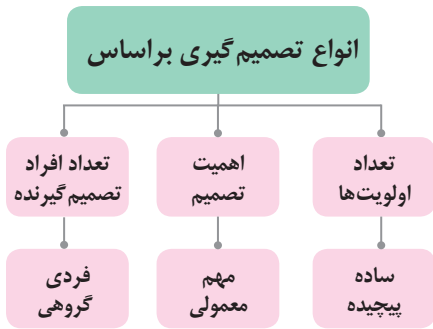 انواع تصمیم‌گیری براساس
تعداد
اولویت‌ها
اهمیت
تصمیم
تعداد افراد
تصمیم‌گیرنده
ساده
پیچیده
مهم
معمولی
فردی
گروهی